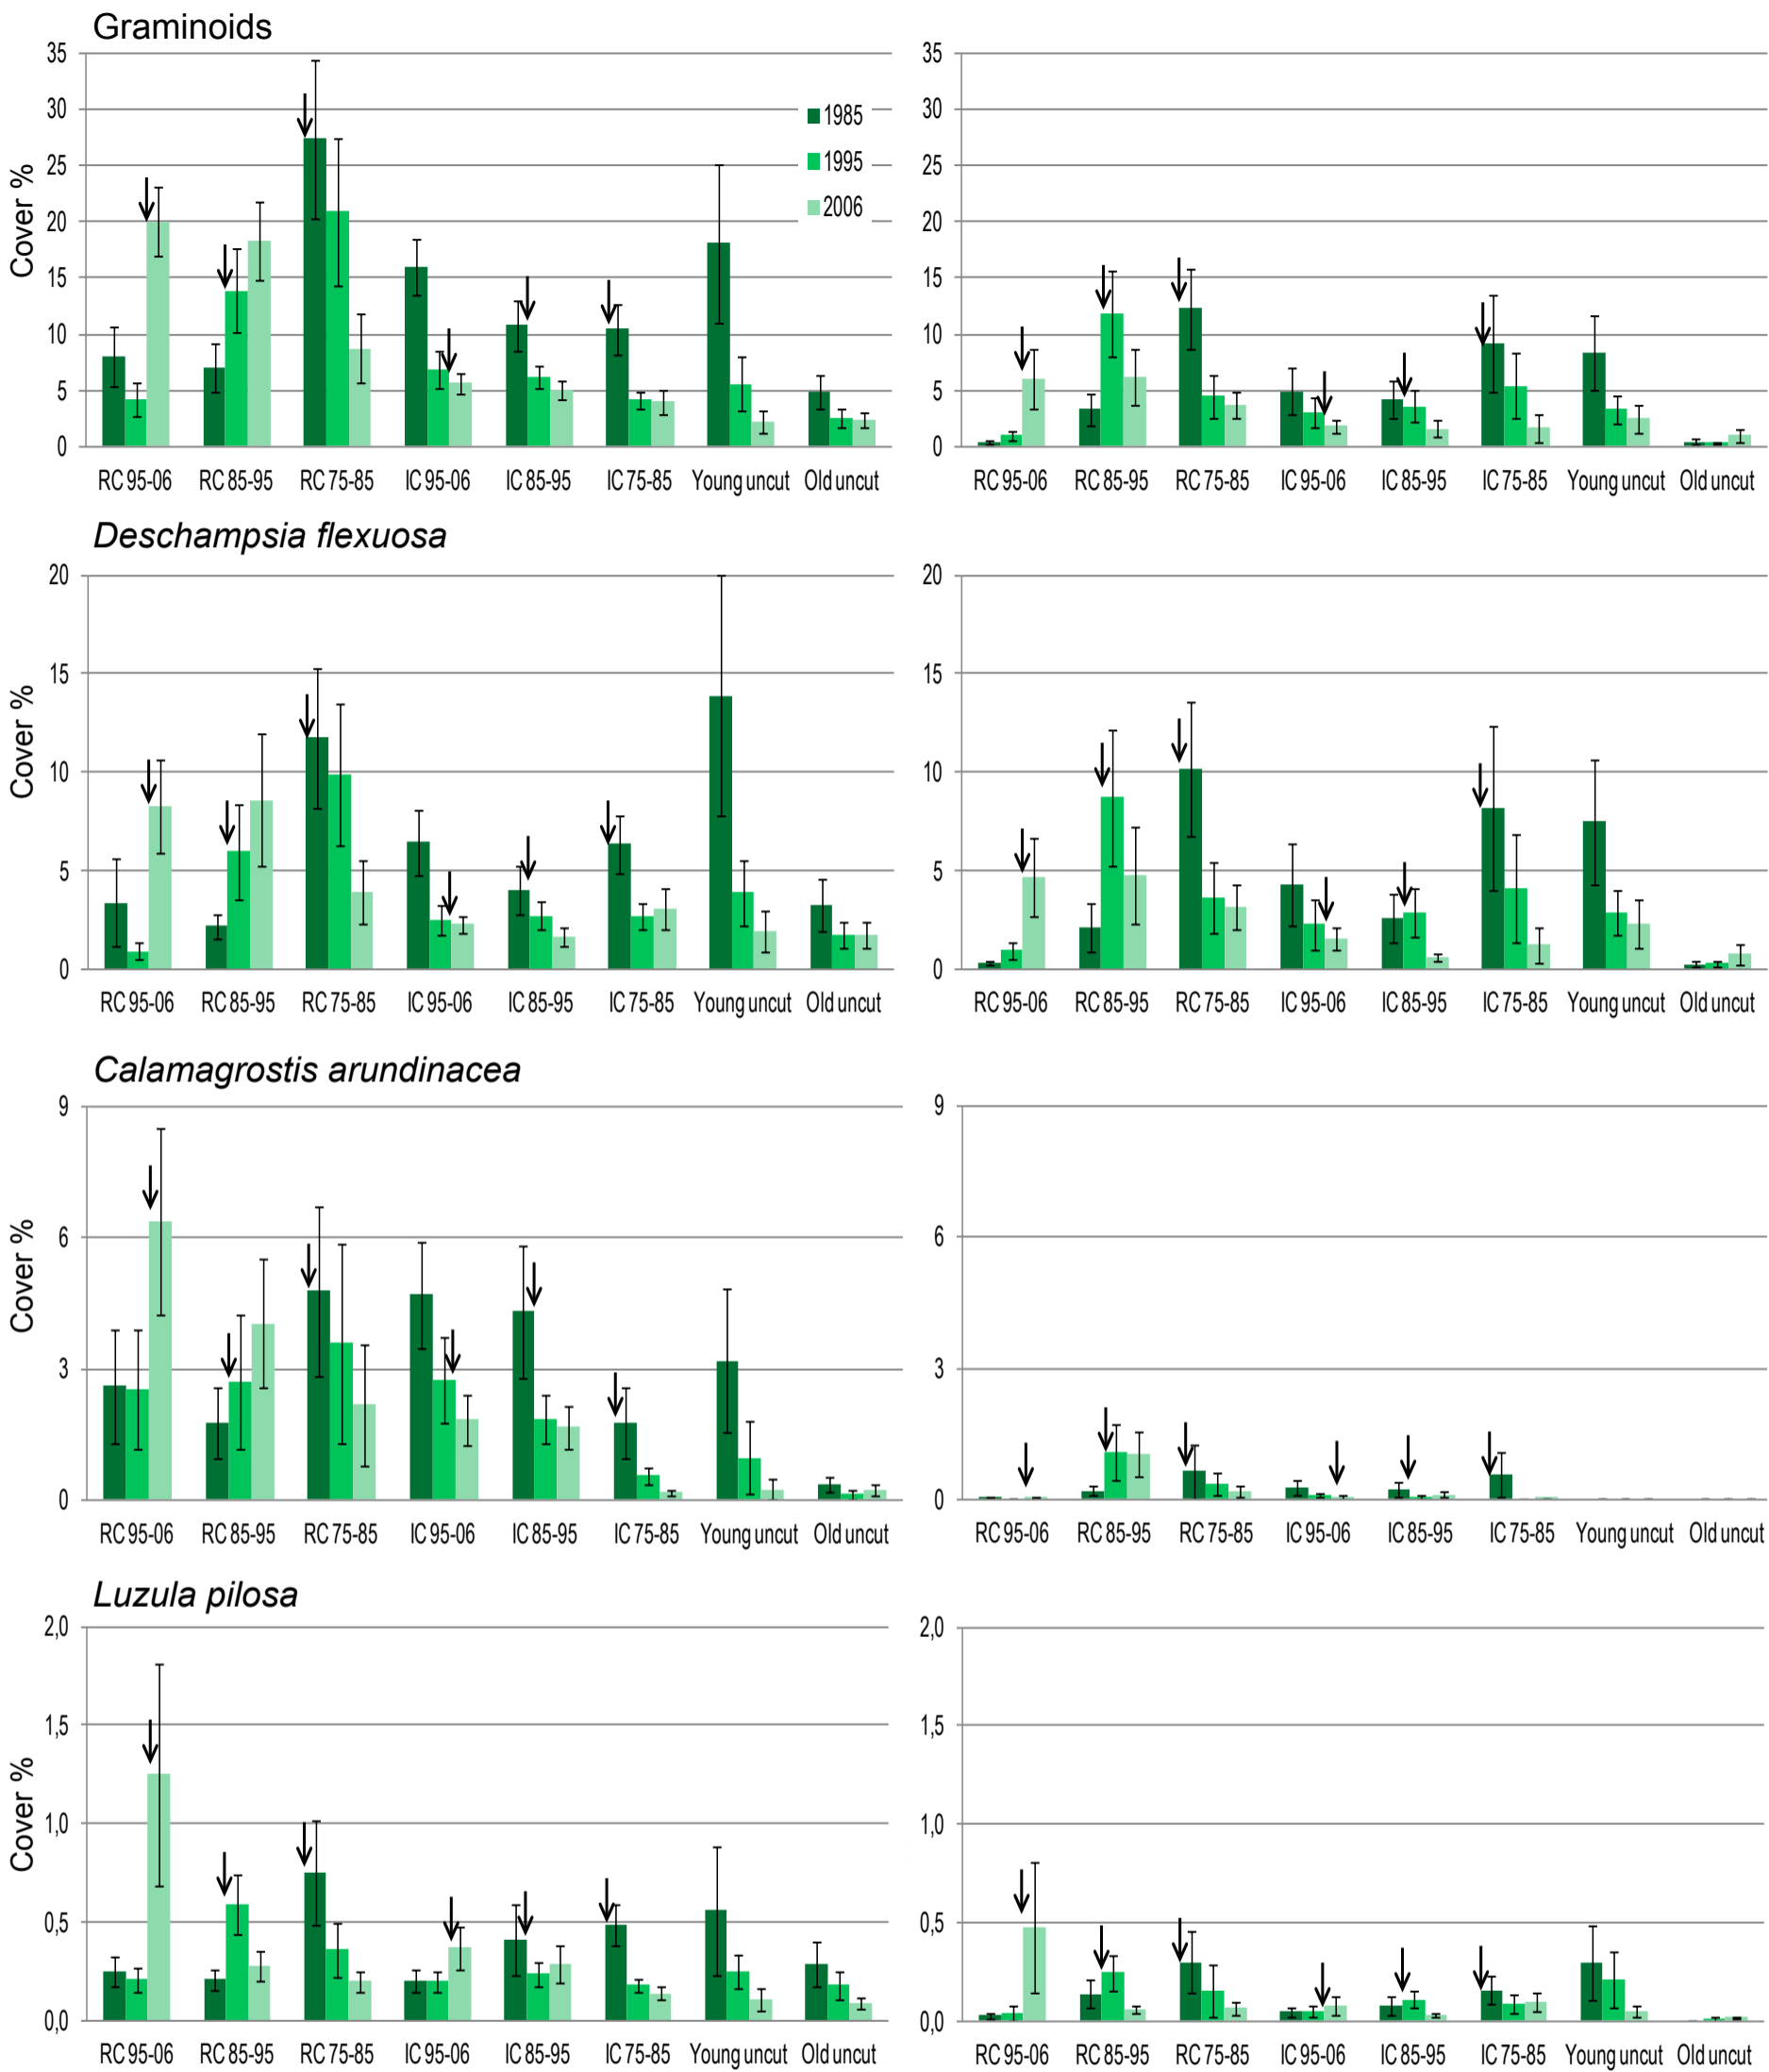 Graminoids
35 30 25 20 15 10 5 0
Cover %
1985
1995
2006
RC 95-06 RC 85-95 RC 75-85 IC 95-06 IC 85-95 IC 75-85 Young uncut Old uncut
35 30 25 20 15 10 5 0
RC 95-06 RC 85-95 RC 75-85 IC 95-06 IC 85-95 IC 75-85 Young uncut Old uncut
Deschampsia flexuosa
20 15 10 5 0
Cover %
RC 95-06 RC 85-95 RC 75-85 IC 95-06 IC 85-95 IC 75-85 Young uncut Old uncut
20 15 10 5 0
RC 95-06 RC 85-95 RC 75-85 IC 95-06 IC 85-95 IC 75-85 Young uncut Old uncut
Calamagrostis arundinacea
9 6 3 0
Cover %
RC 95-06 RC 85-95 RC 75-85 IC 95-06 IC 85-95 IC 75-85 Young uncut Old uncut
9 6 3 0
RC 95-06 RC 85-95 RC 75-85 IC 95-06 IC 85-95 IC 75-85 Young uncut Old uncut
Luzula pilosa
2,0 1,5 1,0 0,5 0,0
Cover %
RC 95-06 RC 85-95 RC 75-85 IC 95-06 IC 85-95 IC 75-85 Young uncut Old uncut
2,0 1,5 1,0 0,5 0,0
RC 95-06 RC 85-95 RC 75-85 IC 95-06 IC 85-95 IC 75-85 Young uncut Old uncut